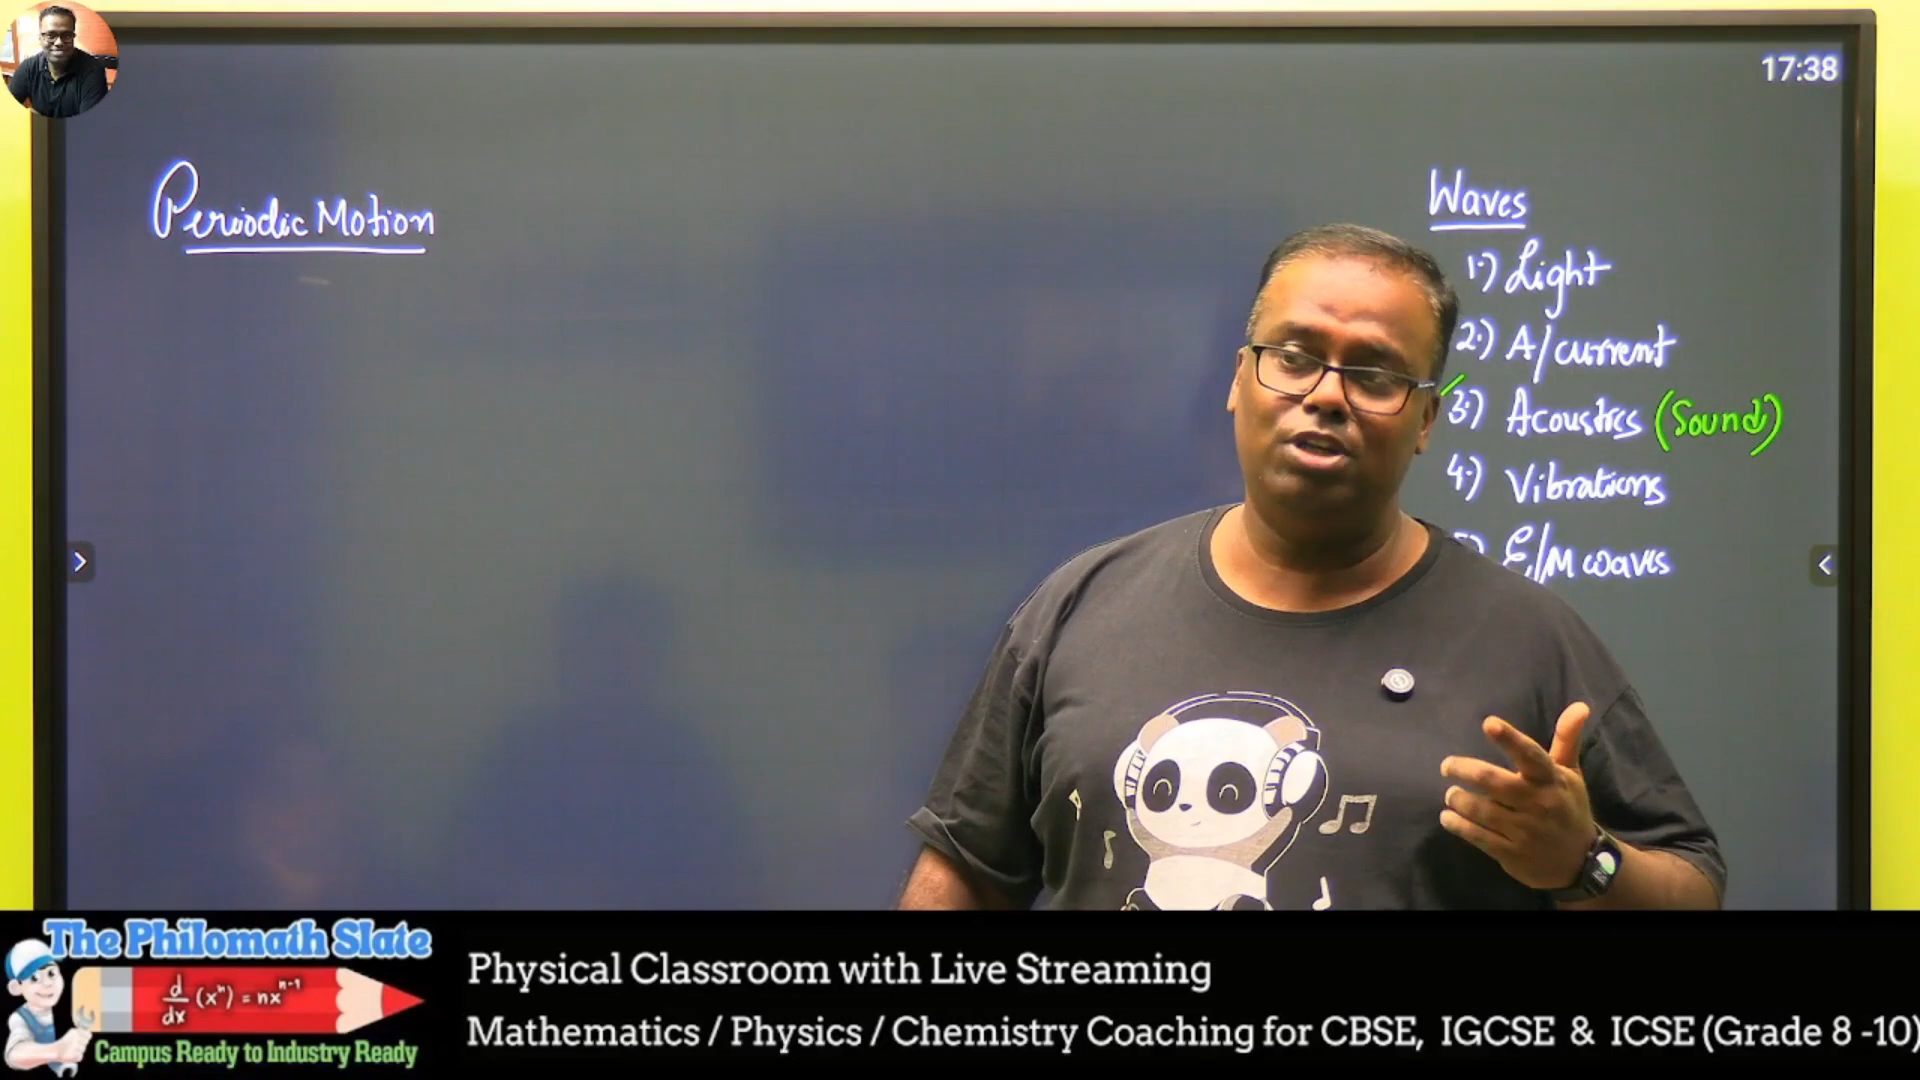 17:38
Periodic Motion
Waves
1.) Light
2.) A/current
3.) Acoustics (Sound)
4.) Vibrations
E/M waves
The Philomath Slate
d/dx (xⁿ) = nxⁿ⁻¹
Campus Ready to Industry Ready
Physical Classroom with Live Streaming
Mathematics / Physics / Chemistry Coaching for CBSE, IGCSE & ICSE (Grade 8 -10)